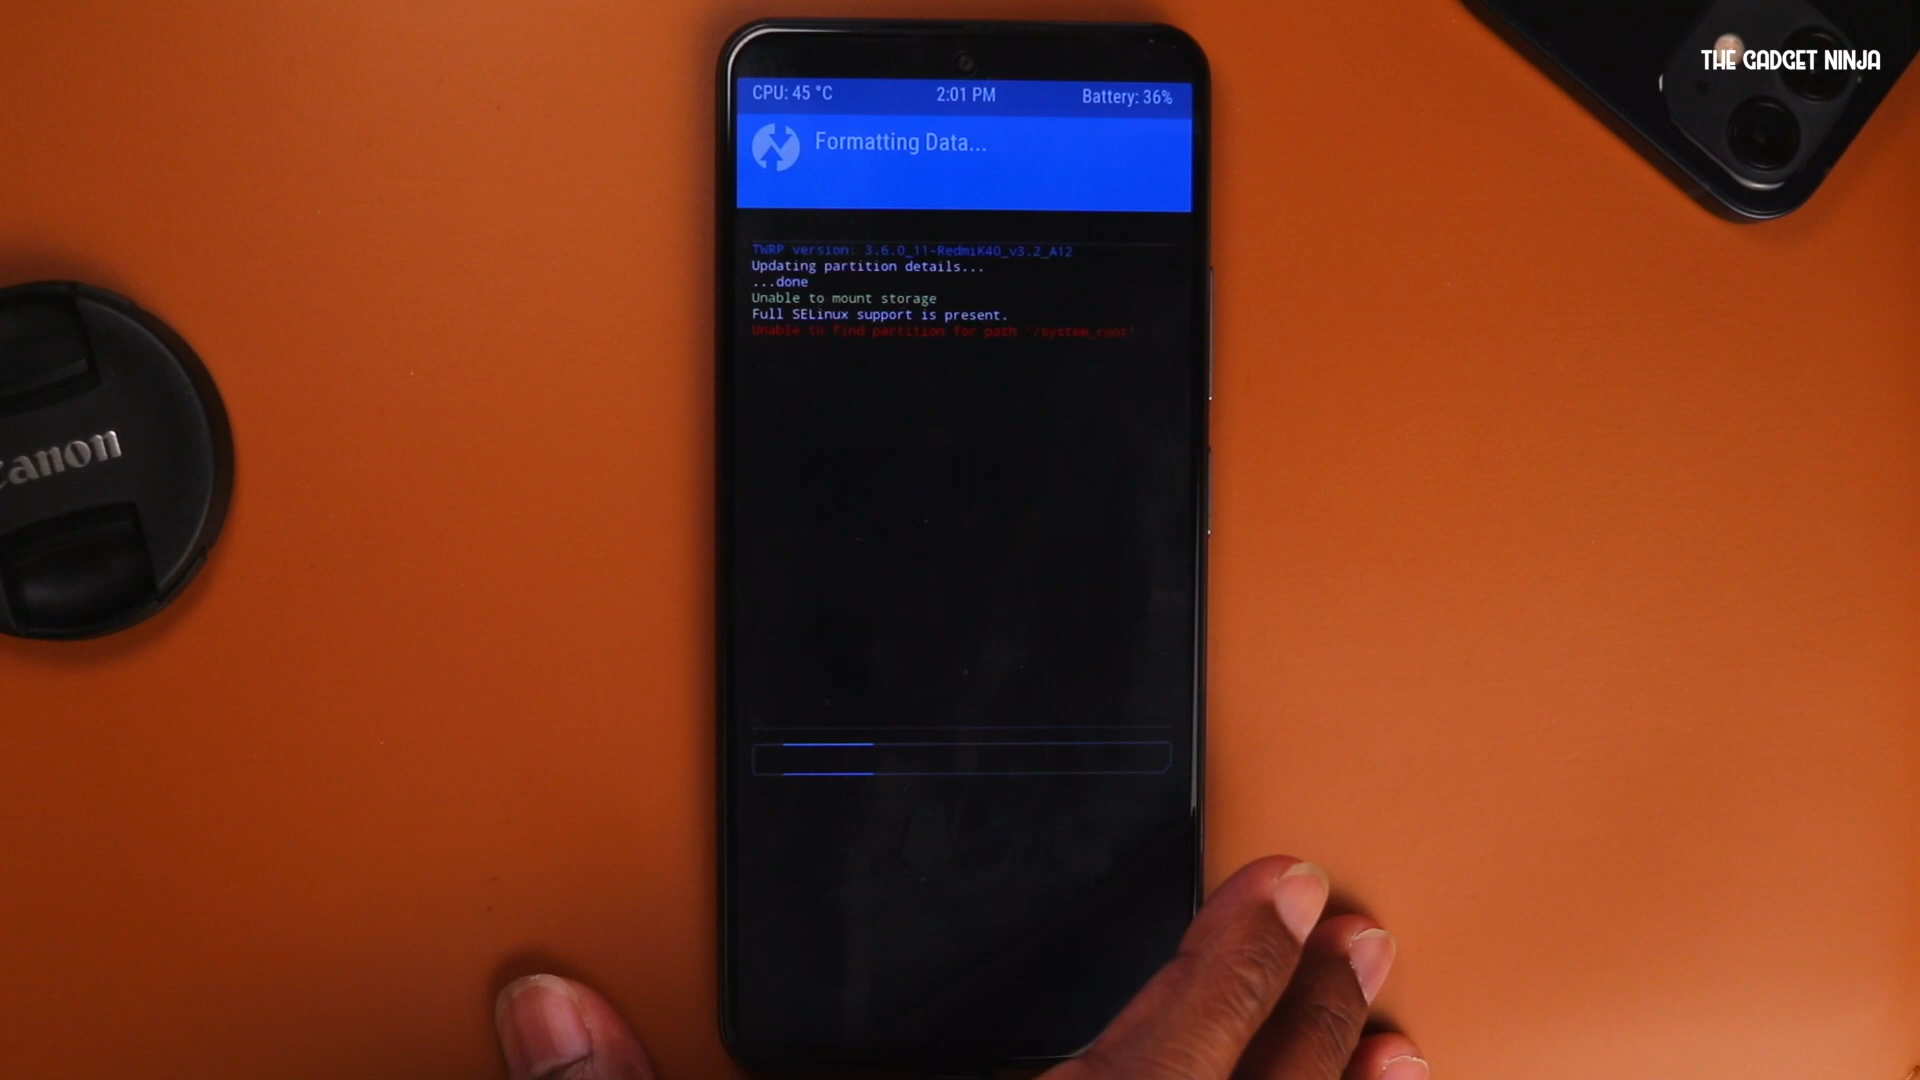 THE GADGET NINJA
CPU: 45 °C 2:01 PM Battery: 36%
Formatting Data...
TWRP version: 3.6.0_11-RedmiK40_v3.2_A12
Updating partition details...
...done
Unable to mount storage
Full SELinux support is present.
Unable to find partition for path '/system_root'
Canon